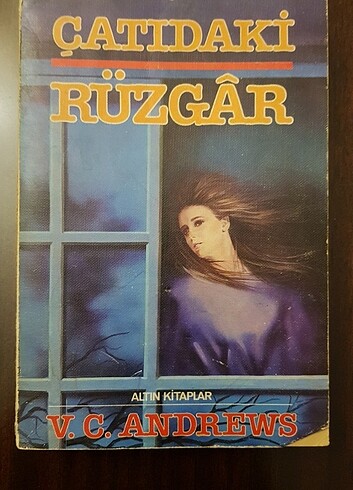 ÇATIDAKİ
RÜZGÂR
ALTIN KİTAPLAR
V. C. ANDREWS